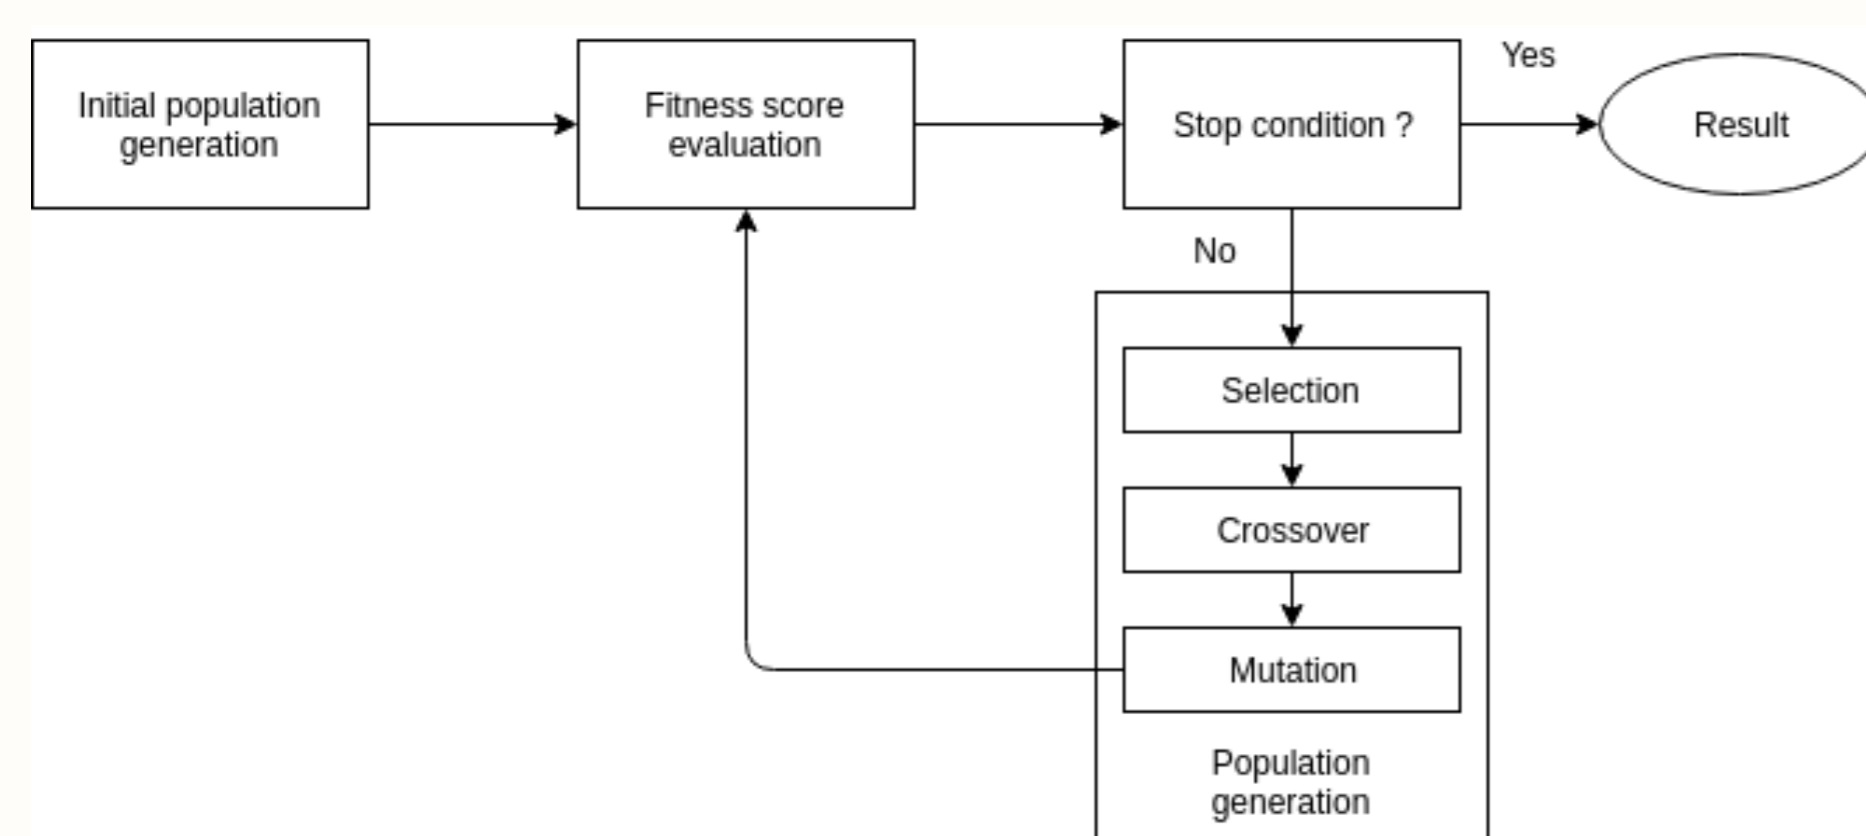 Initial population
generation
Fitness score
evaluation
Stop condition ?
Yes
Result
No
Selection
Crossover
Mutation
Population
generation